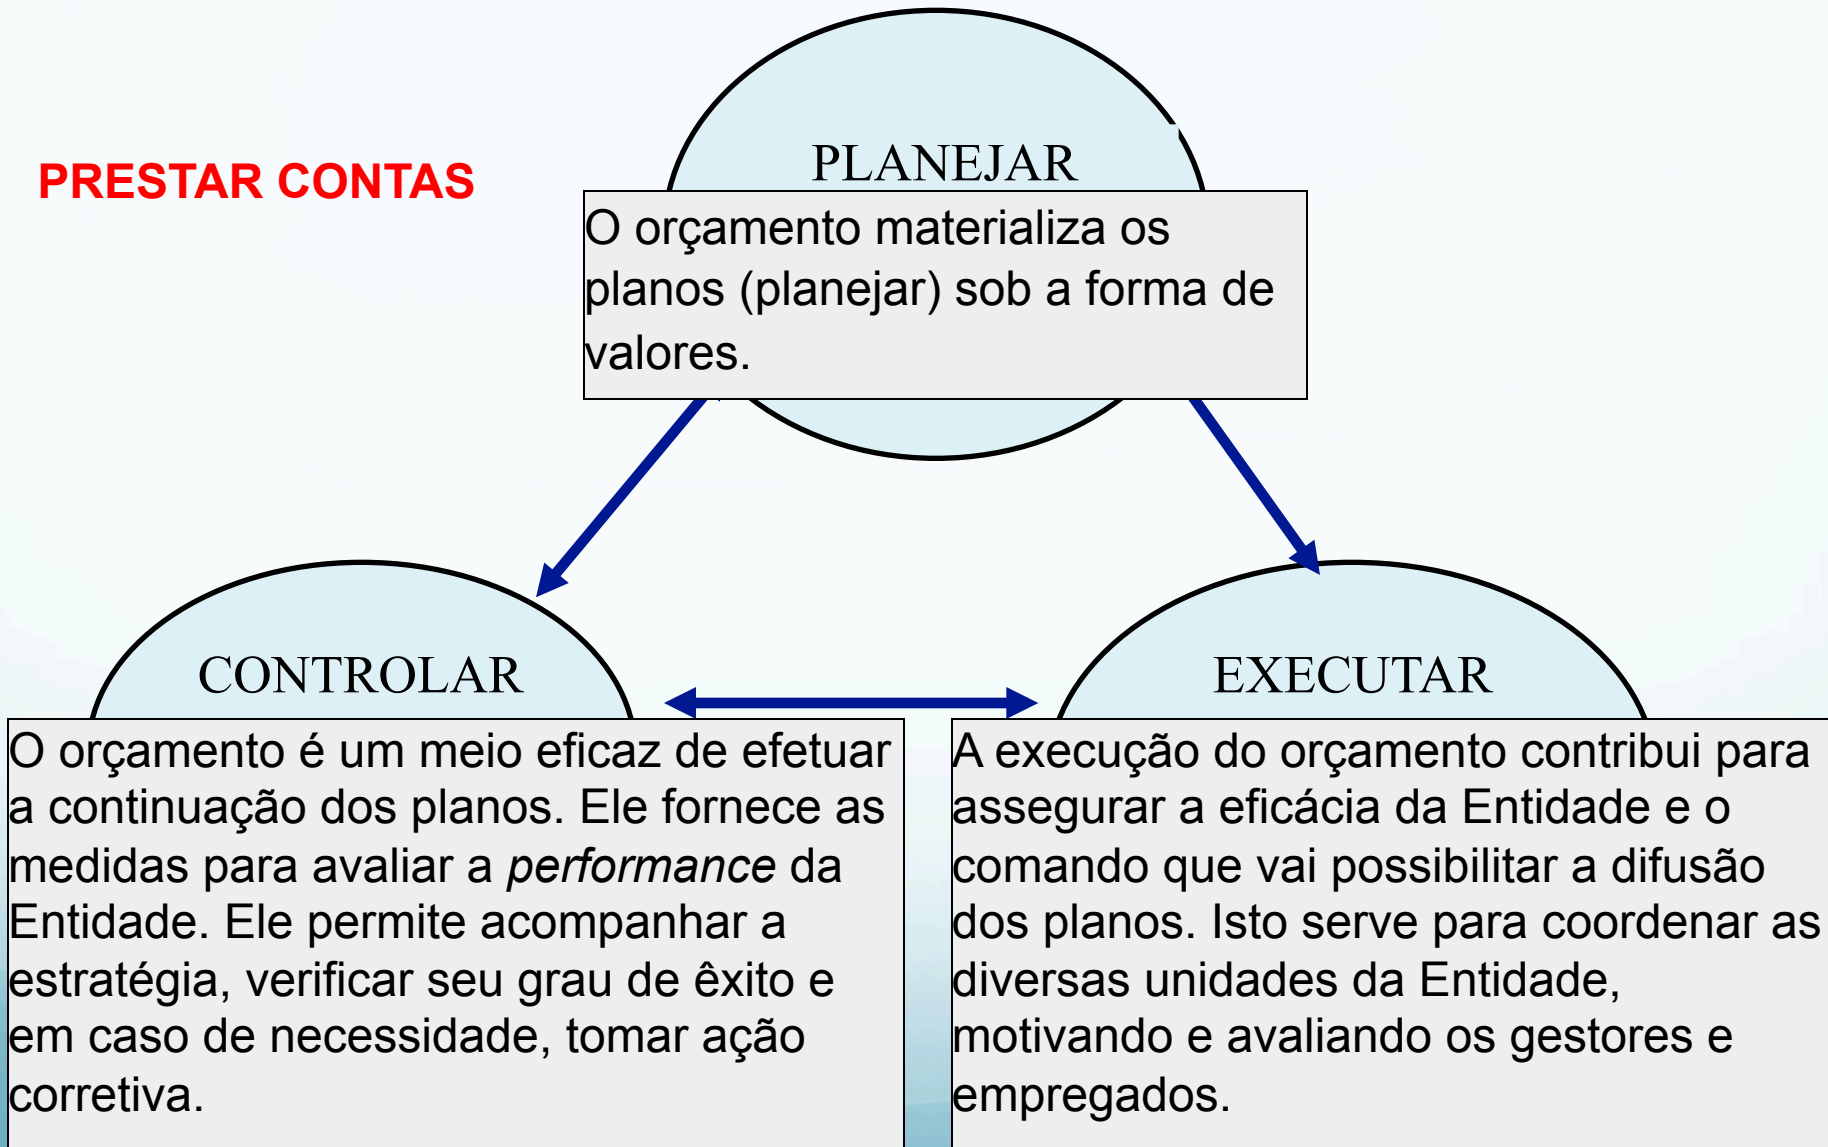 PLANEJAR
PRESTAR CONTAS
O orçamento materializa os
planos (planejar) sob a forma de
valores.
CONTROLAR
O orçamento é um meio eficaz de efetuar
a continuação dos planos. Ele fornece as
medidas para avaliar a performance da
Entidade. Ele permite acompanhar a
estratégia, verificar seu grau de êxito e
em caso de necessidade, tomar ação
corretiva.
EXECUTAR
A execução do orçamento contribui para
assegurar a eficácia da Entidade e o
comando que vai possibilitar a difusão
dos planos. Isto serve para coordenar as
diversas unidades da Entidade,
motivando e avaliando os gestores e
empregados.